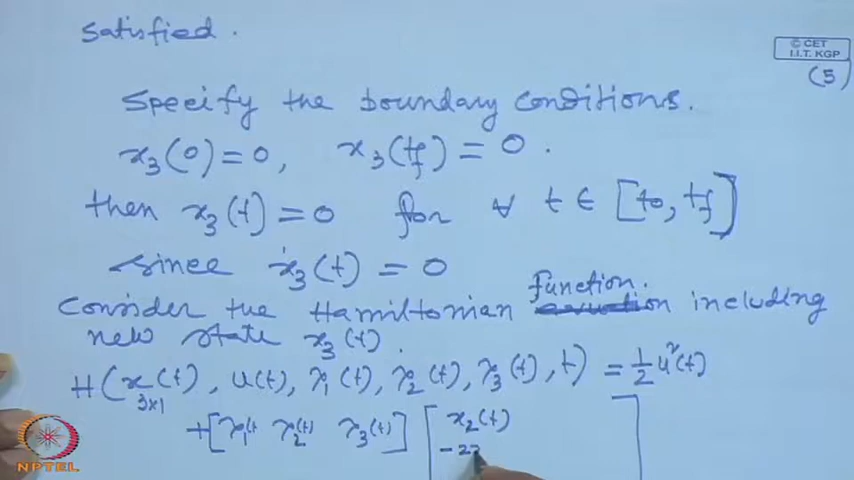 satisfied.
© CET
I.I.T. KGP
(5)
Specify the boundary conditions.
x₃(0) = 0, x₃(t_f) = 0.
then x₃(t) = 0 for ∀ t ∈ [t₀, t_f]
since ẋ₃(t) = 0
Consider the Hamiltonian function. including
new state x₃(t).
H(x(t), u(t), λ₁(t), λ₂(t), λ₃(t), t) = ½ u²(t)
3×1
+[λ₁(t λ₂(t) λ₃(t)] [x₂(t)
NPTEL